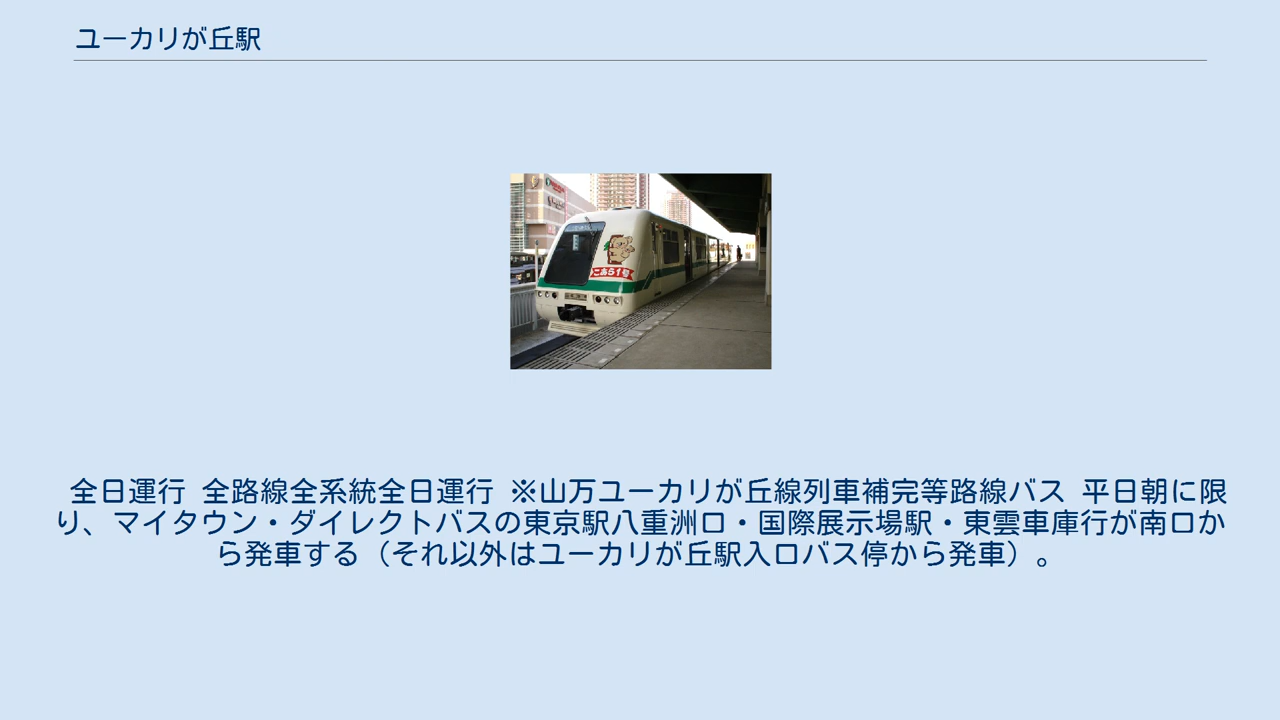 ユーカリが丘駅
こあら1号
全日運行 全路線全系統全日運行 ※山万ユーカリが丘線列車補完等路線バス 平日朝に限
り、マイタウン・ダイレクトバスの東京駅八重洲口・国際展示場駅・東雲車庫行が南口か
ら発車する（それ以外はユーカリが丘駅入口バス停から発車）。